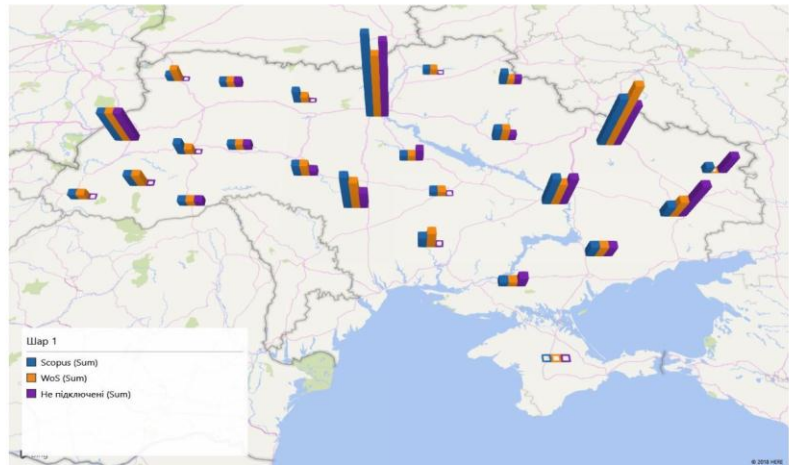 Шар 1
Scopus (Sum)
WoS (Sum)
Не підключені (Sum)
© 2018 HERE